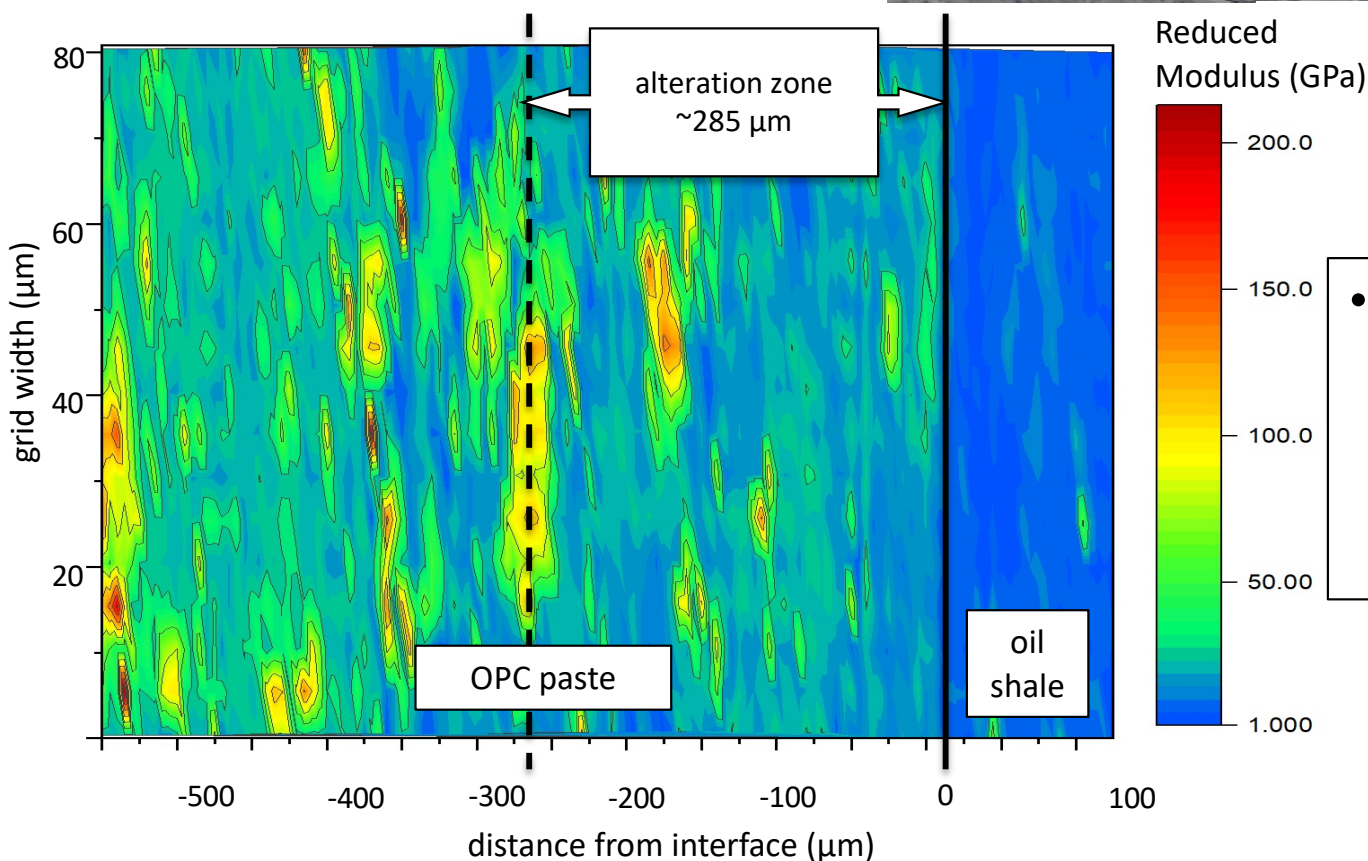 Reduced
Modulus (GPa)
80
60
40
20
grid width (µm)
alteration zone
~285 µm
OPC paste
oil
shale
200.0
150.0
100.0
50.00
1.000
•
-500 -400 -300 -200 -100 0 100
distance from interface (µm)